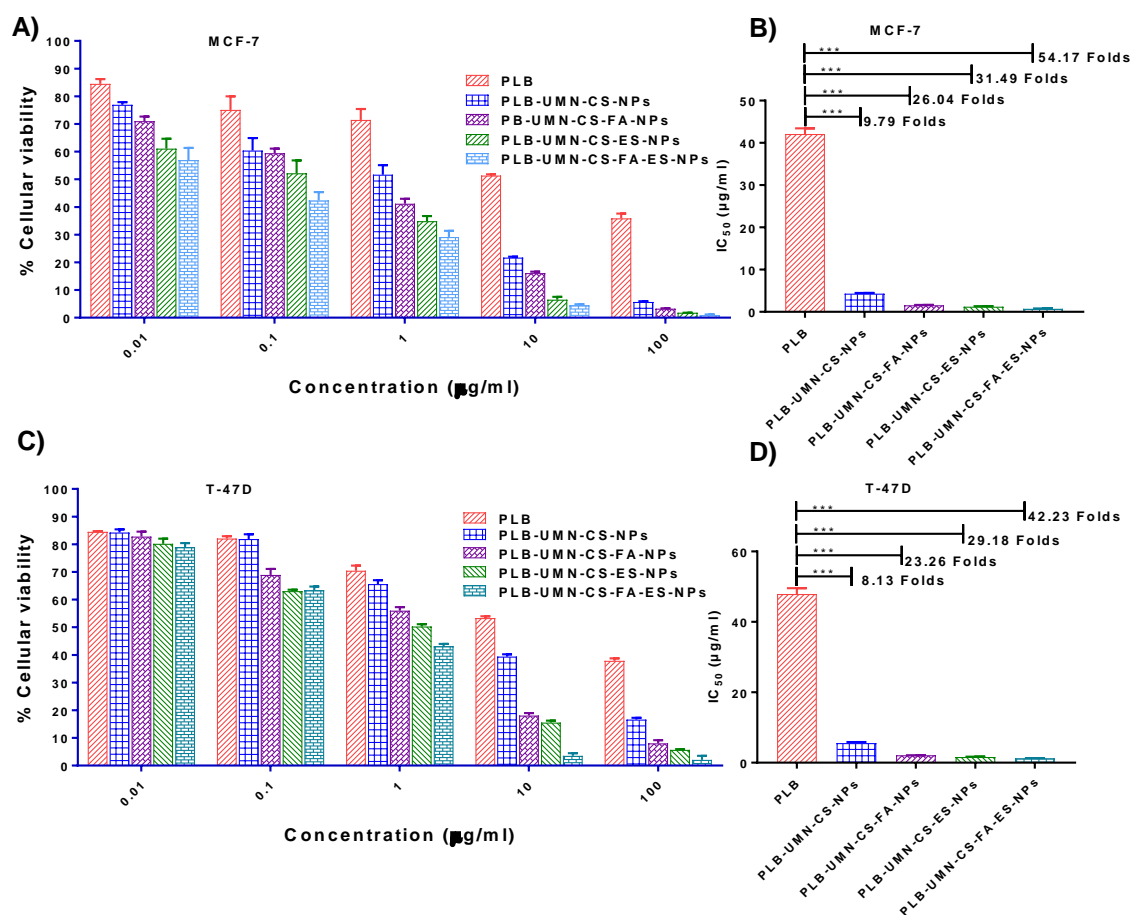 A)
MCF-7
% Cellular viability
100
90
80
70
60
50
40
30
20
10
0
PLB
PLB-UMN-CS-NPs
PB-UMN-CS-FA-NPs
PLB-UMN-CS-ES-NPs
PLB-UMN-CS-FA-ES-NPs
0.01
0.1
1
10
100
Concentration (μg/ml)
B)
MCF-7
*** 54.17 Folds
*** 31.49 Folds
*** 26.04 Folds
*** 9.79 Folds
IC50 (μg/ml)
50
40
30
20
10
0
PLB
PLB-UMN-CS-NPs
PLB-UMN-CS-FA-NPs
PLB-UMN-CS-ES-NPs
PLB-UMN-CS-FA-ES-NPs
C)
T-47D
% Cellular viability
100
90
80
70
60
50
40
30
20
10
0
PLB
PLB-UMN-CS-NPs
PLB-UMN-CS-FA-NPs
PLB-UMN-CS-ES-NPs
PLB-UMN-CS-FA-ES-NPs
0.01
0.1
1
10
100
Concentration (μg/ml)
D)
T-47D
*** 42.23 Folds
*** 29.18 Folds
*** 23.26 Folds
*** 8.13 Folds
IC50 (μg/ml)
60
40
20
0
PLB
PLB-UMN-CS-NPs
PLB-UMN-CS-FA-NPs
PLB-UMN-CS-ES-NPs
PLB-UMN-CS-FA-ES-NPs